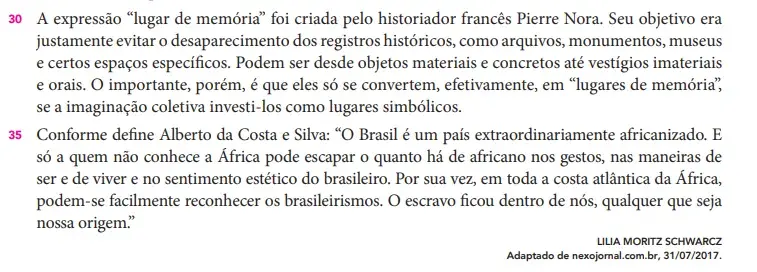 30 A expressão “lugar de memória” foi criada pelo historiador francês Pierre Nora. Seu objetivo era
justamente evitar o desaparecimento dos registros históricos, como arquivos, monumentos, museus
e certos espaços específicos. Podem ser desde objetos materiais e concretos até vestígios imateriais
e orais. O importante, porém, é que eles só se convertem, efetivamente, em “lugares de memória”,
se a imaginação coletiva investi-los como lugares simbólicos.
35 Conforme define Alberto da Costa e Silva: “O Brasil é um país extraordinariamente africanizado. E
só a quem não conhece a África pode escapar o quanto há de africano nos gestos, nas maneiras de
ser e de viver e no sentimento estético do brasileiro. Por sua vez, em toda a costa atlântica da África,
podem-se facilmente reconhecer os brasileirismos. O escravo ficou dentro de nós, qualquer que seja
nossa origem.”
LILIA MORITZ SCHWARCZ
Adaptado de nexojornal.com.br, 31/07/2017.